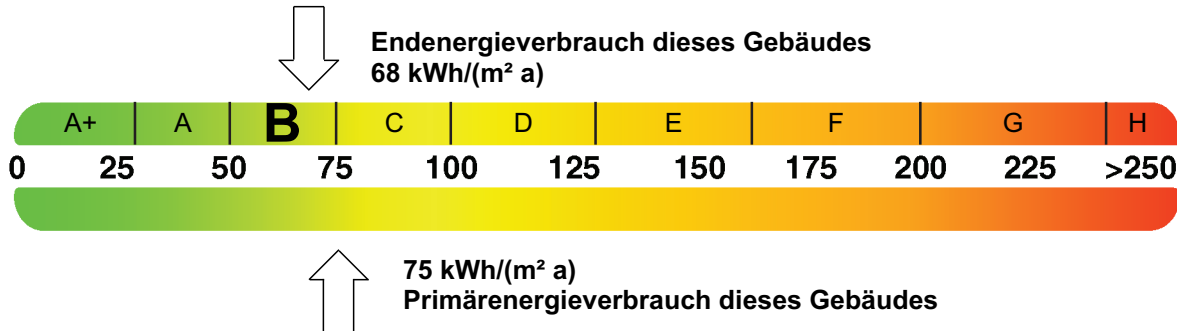 Endenergieverbrauch dieses Gebäudes
68 kWh/(m² a)
A+ A B C D E F G H
0 25 50 75 100 125 150 175 200 225 >250
75 kWh/(m² a)
Primärenergieverbrauch dieses Gebäudes